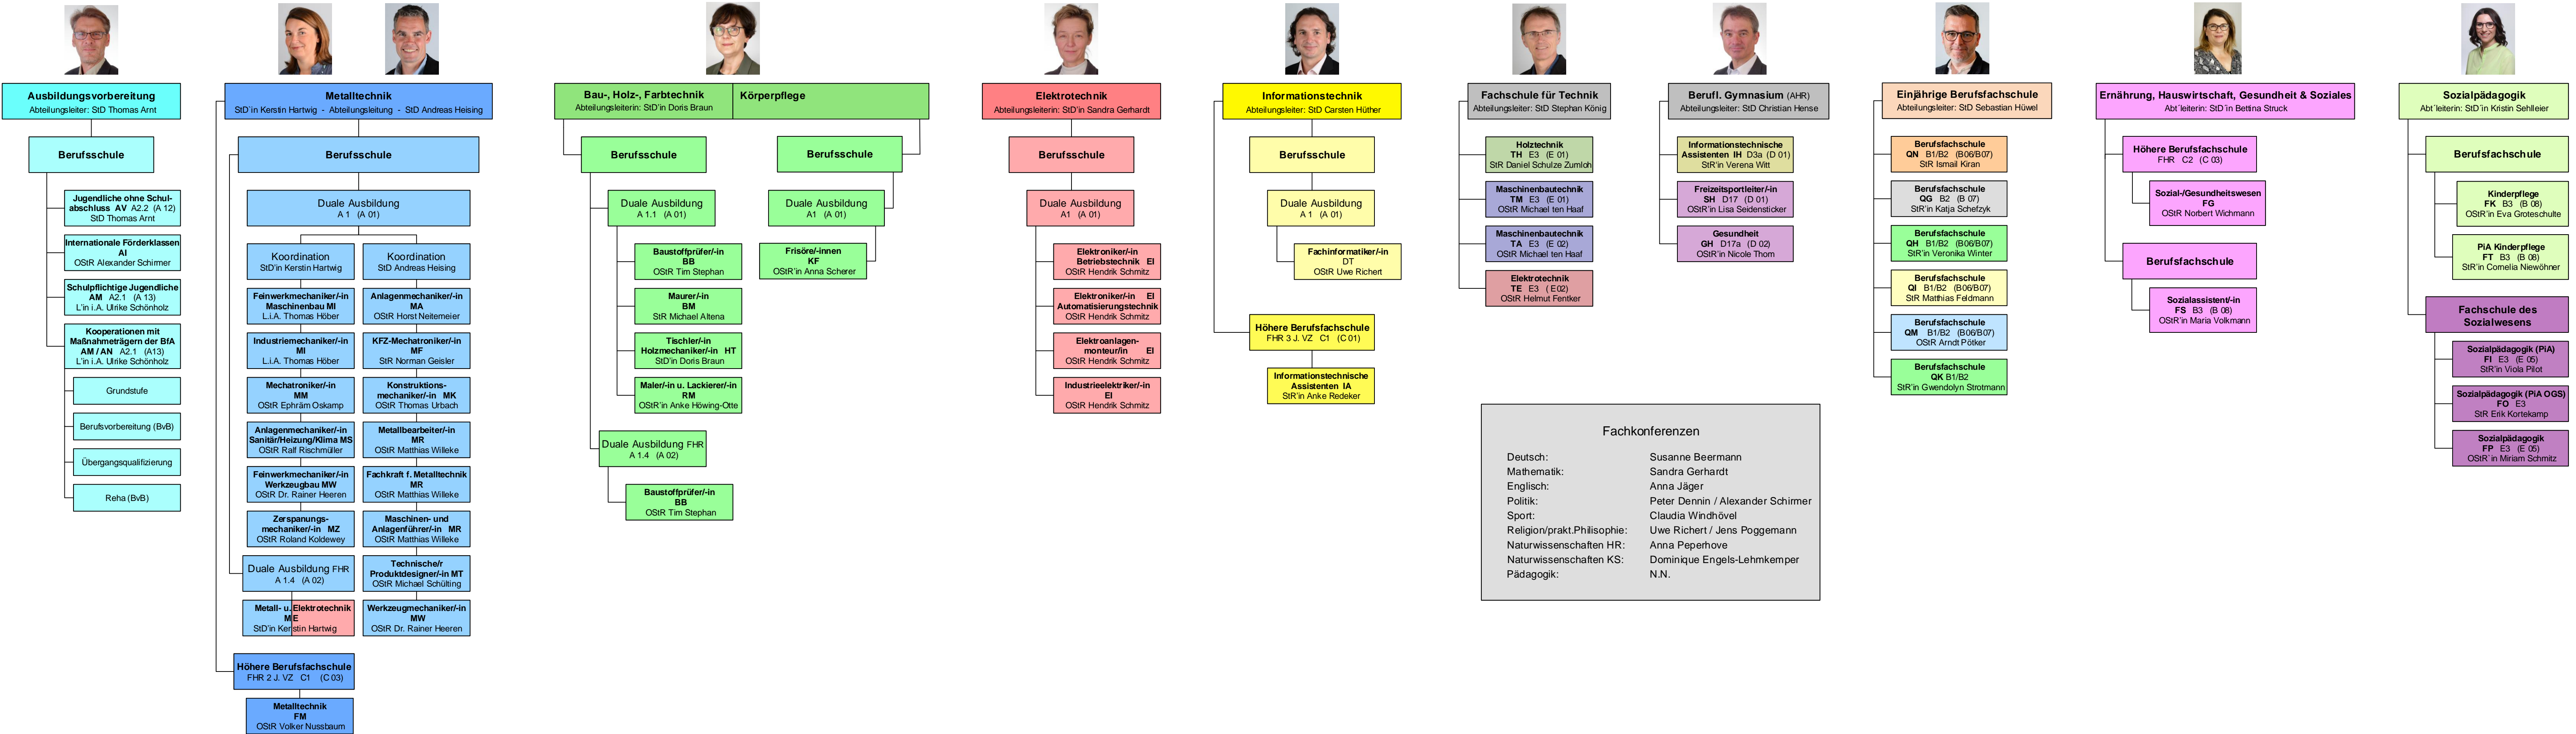 Ausbildungsvorbereitung
Abteilungsleiter: StD Thomas Arnt
Berufsschule
Jugendliche ohne Schul-
abschluss AV A2.2 (A 12)
StD Thomas Arnt
Internationale Förderklassen
AI
OStR Alexander Schirmer
Schulpflichtige Jugendliche
AM A2.1 (A 13)
L'in i.A. Ulrike Schönholz
Kooperationen mit
Maßnahmeträgern der BfA
AM / AN A2.1 (A13)
L'in i.A. Ulrike Schönholz
Grundstufe
Berufsvorbereitung (BvB)
Übergangsqualifizierung
Reha (BvB)
Metalltechnik
StD´in Kerstin Hartwig - Abteilungsleitung - StD Andreas Heising
Berufsschule
Duale Ausbildung
A 1 (A 01)
Koordination
StD'in Kerstin Hartwig
Feinwerkmechaniker/-in
Maschinenbau MI
L.i.A. Thomas Höber
Industriemechaniker/-in
MI
L.i.A. Thomas Höber
Mechatroniker/-in
MM
OStR Ephräm Oskamp
Anlagenmechaniker/-in
Sanitär/Heizung/Klima MS
OStR Ralf Rischmüller
Feinwerkmechaniker/-in
Werkzeugbau MW
OStR Dr. Rainer Heeren
Zerspanungs-
mechaniker/-in MZ
OStR Roland Koldewey
Duale Ausbildung FHR
A 1.4 (A 02)
Metall- u. Elektrotechnik
ME
StD'in Kerstin Hartwig
Koordination
StD Andreas Heising
Anlagenmechaniker/-in
MA
OStR Horst Neitemeier
KFZ-Mechatroniker/-in
MF
StR Norman Geisler
Konstruktions-
mechaniker/-in MK
OStR Thomas Urbach
Metallbearbeiter/-in
MR
OStR Matthias Willeke
Fachkraft f. Metalltechnik
MR
OStR Matthias Willeke
Maschinen- und
Anlagenführer/-in MR
OStR Matthias Willeke
Technische/r
Produktdesigner/-in MT
OStR Michael Schülting
Werkzeugmechaniker/-in
MW
OStR Dr. Rainer Heeren
Höhere Berufsfachschule
FHR 2 J. VZ C1 (C 03)
Metalltechnik
FM
OStR Volker Nussbaum
Bau-, Holz-, Farbtechnik
Abteilungsleiterin: StD'in Doris Braun
Körperpflege
Berufsschule
Duale Ausbildung
A 1.1 (A 01)
Baustoffprüfer/-in
BB
OStR Tim Stephan
Maurer/-in
BM
StR Michael Altena
Tischler/-in
Holzmechaniker/-in HT
StD'in Doris Braun
Maler/-in u. Lackierer/-in
RM
OStR'in Anke Höwing-Otte
Duale Ausbildung FHR
A 1.4 (A 02)
Baustoffprüfer/-in
BB
OStR Tim Stephan
Berufsschule
Duale Ausbildung
A1 (A 01)
Frisöre/-innen
KF
OStR'in Anna Scherer
Elektrotechnik
Abteilungsleiterin: StD'in Sandra Gerhardt
Berufsschule
Duale Ausbildung
A1 (A 01)
Elektroniker/-in
Betriebstechnik EI
OStR Hendrik Schmitz
Elektroniker/-in EI
Automatisierungstechnik
OStR Hendrik Schmitz
Elektroanlagen-
monteur/in EI
OStR Hendrik Schmitz
Industrieelektriker/-in
EI
OStR Hendrik Schmitz
Informationstechnik
Abteilungsleiter: StD Carsten Hüther
Berufsschule
Duale Ausbildung
A 1 (A 01)
Fachinformatiker/-in
DT
OStR Uwe Richert
Höhere Berufsfachschule
FHR 3 J. VZ C1 (C 01)
Informationstechnische
Assistenten IA
StR'in Anke Redeker
Fachschule für Technik
Abteilungsleiter: StD Stephan König
Holztechnik
TH E3 (E 01)
StR Daniel Schulze Zumloh
Maschinenbautechnik
TM E3 (E 01)
OStR Michael ten Haaf
Maschinenbautechnik
TA E3 (E 02)
OStR Michael ten Haaf
Elektrotechnik
TE E3 ( E02)
OStR Helmut Fentker
Berufl. Gymnasium (AHR)
Abteilungsleiter: StD Christian Hense
Informationstechnische
Assistenten IH D3a (D 01)
StR'in Verena Witt
Freizeitsportleiter/-in
SH D17 (D 01)
OStR'in Lisa Seidensticker
Gesundheit
GH D17a (D 02)
OStR'in Nicole Thom
Fachkonferenzen
Deutsch: Susanne Beermann
Mathematik: Sandra Gerhardt
Englisch: Anna Jäger
Politik: Peter Dennin / Alexander Schirmer
Sport: Claudia Windhövel
Religion/prakt.Philisophie: Uwe Richert / Jens Poggemann
Naturwissenschaften HR: Anna Peperhove
Naturwissenschaften KS: Dominique Engels-Lehmkemper
Pädagogik: N.N.
Einjährige Berufsfachschule
Abteilungsleiter: StD Sebastian Hüwel
Berufsfachschule
QN B1/B2 (B06/B07)
StR Ismail Kiran
Berufsfachschule
QG B2 (B 07)
StR'in Katja Schefzyk
Berufsfachschule
QH B1/B2 (B06/B07)
StR'in Veronika Winter
Berufsfachschule
QI B1/B2 (B06/B07)
StR Matthias Feldmann
Berufsfachschule
QM B1/B2 (B06/B07)
OStR Arndt Pötker
Berufsfachschule
QK B1/B2
StR'in Gwendolyn Strotmann
Ernährung, Hauswirtschaft, Gesundheit & Soziales
Abt´leiterin: StD'in Bettina Struck
Höhere Berufsfachschule
FHR C2 (C 03)
Sozial-/Gesundheitswesen
FG
OStR Norbert Wichmann
Berufsfachschule
Sozialassistent/-in
FS B3 (B 08)
OStR'in Maria Volkmann
Sozialpädagogik
Abt´leiterin: StD'in Kristin Sehlleier
Berufsfachschule
Kinderpflege
FK B3 (B 08)
OStR'in Eva Groteschulte
PiA Kinderpflege
FT B3 (B 08)
StR'in Cornelia Niewöhner
Fachschule des
Sozialwesens
Sozialpädagogik (PiA)
FI E3 (E 05)
StR'in Viola Pilot
Sozialpädagogik (PiA OGS)
FO E3
StR Erik Kortekamp
Sozialpädagogik
FP E3 (E 05)
OStR´in Miriam Schmitz